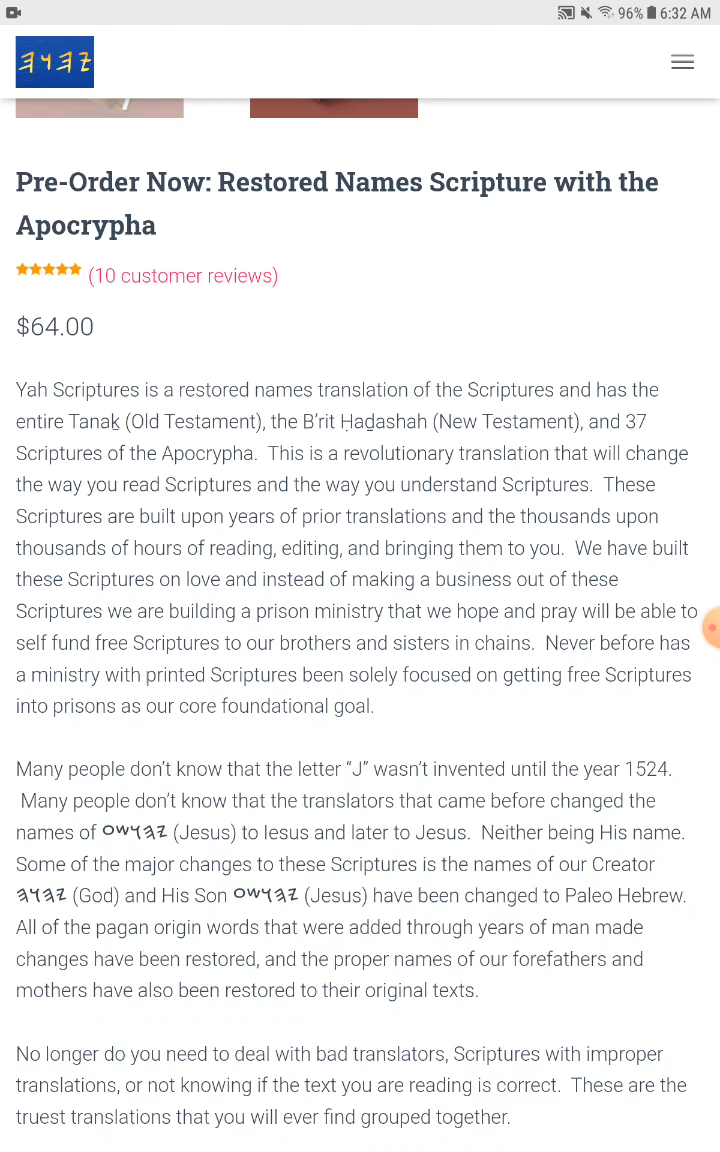 96% 6:32 AM
𐤉𐤄𐤅𐤄
Pre-Order Now: Restored Names Scripture with the
Apocrypha
(10 customer reviews)
$64.00
Yah Scriptures is a restored names translation of the Scriptures and has the
entire Tanaḵ (Old Testament), the B’rit Ḥaḏashah (New Testament), and 37
Scriptures of the Apocrypha.  This is a revolutionary translation that will change
the way you read Scriptures and the way you understand Scriptures.  These
Scriptures are built upon years of prior translations and the thousands upon
thousands of hours of reading, editing, and bringing them to you.  We have built
these Scriptures on love and instead of making a business out of these
Scriptures we are building a prison ministry that we hope and pray will be able to
self fund free Scriptures to our brothers and sisters in chains.  Never before has
a ministry with printed Scriptures been solely focused on getting free Scriptures
into prisons as our core foundational goal.
Many people don’t know that the letter “J” wasn’t invented until the year 1524.
Many people don’t know that the translators that came before changed the
names of 𐤉𐤄𐤅𐤔𐤏 (Jesus) to Iesus and later to Jesus.  Neither being His name.
Some of the major changes to these Scriptures is the names of our Creator
𐤉𐤄𐤅𐤄 (God) and His Son 𐤉𐤄𐤅𐤔𐤏 (Jesus) have been changed to Paleo Hebrew.
All of the pagan origin words that were added through years of man made
changes have been restored, and the proper names of our forefathers and
mothers have also been restored to their original texts.
No longer do you need to deal with bad translators, Scriptures with improper
translations, or not knowing if the text you are reading is correct.  These are the
truest translations that you will ever find grouped together.